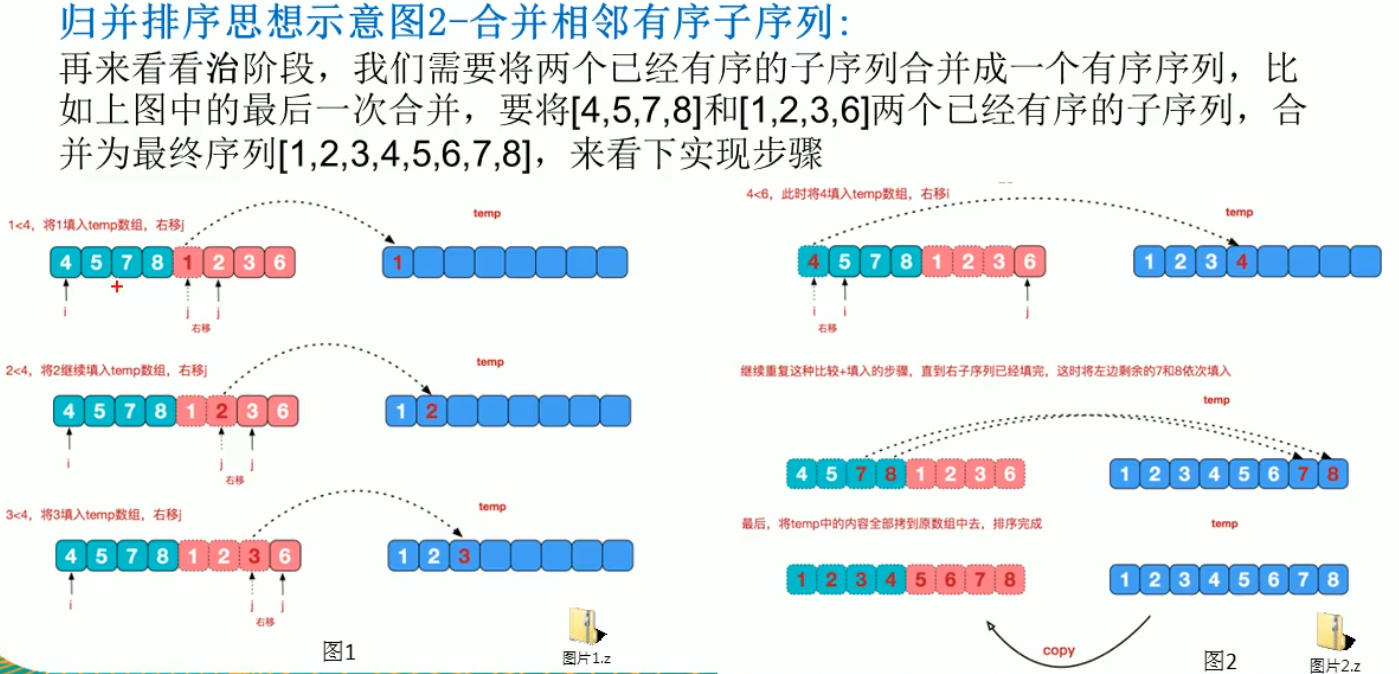 归并排序思想示意图2-合并相邻有序子序列:
再来看看治阶段，我们需要将两个已经有序的子序列合并成一个有序序列，比
如上图中的最后一次合并，要将[4,5,7,8]和[1,2,3,6]两个已经有序的子序列，合
并为最终序列[1,2,3,4,5,6,7,8]，来看下实现步骤
1<4，将1填入temp数组，右移j
temp
4 5 7 8 1 2 3 6
1
i
j
j
右移
2<4，将2继续填入temp数组，右移j
temp
4 5 7 8 1 2 3 6
1 2
i
j
j
右移
3<4，将3填入temp数组，右移j
temp
4 5 7 8 1 2 3 6
1 2 3
i
j
j
右移
图1
图片1.z
4<6，此时将4填入temp数组，右移i
temp
4 5 7 8 1 2 3 6
1 2 3 4
i
i
j
右移
继续重复这种比较+填入的步骤，直到右子序列已经填完，这时将左边剩余的7和8依次填入
temp
4 5 7 8 1 2 3 6
1 2 3 4 5 6 7 8
最后，将temp中的内容全部拷到原数组中去，排序完成
temp
1 2 3 4 5 6 7 8
1 2 3 4 5 6 7 8
copy
图2
图片2.z